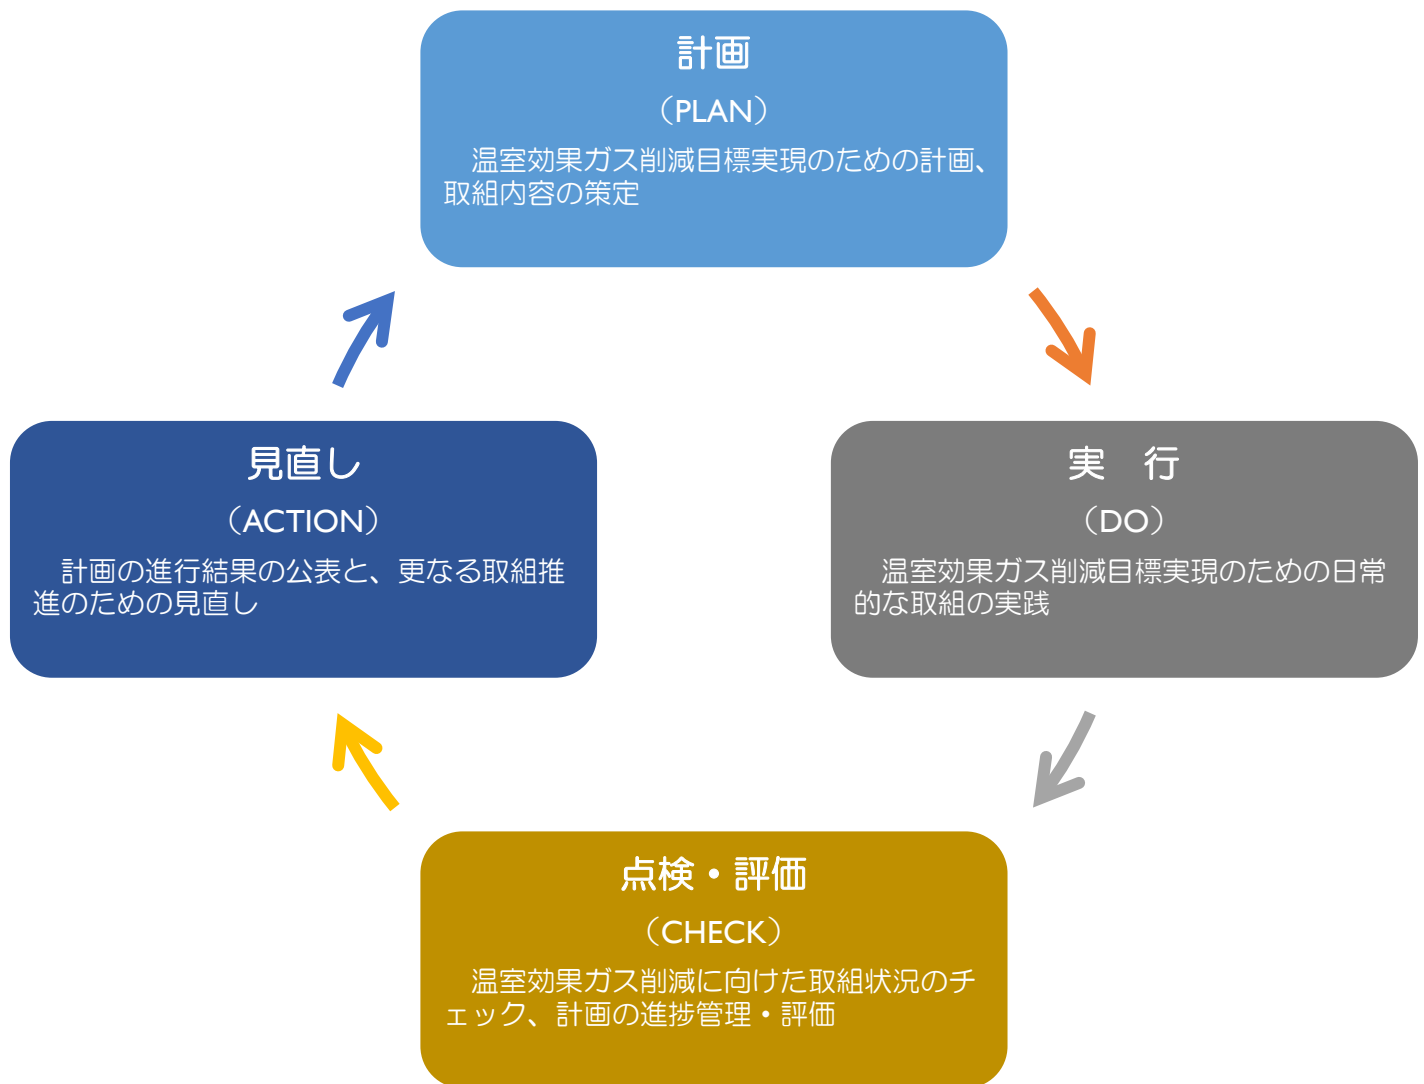 計画
（PLAN）
　温室効果ガス削減目標実現のための計画、
取組内容の策定
見直し
（ACTION）
　計画の進行結果の公表と、更なる取組推
進のための見直し
実　行
（DO）
　温室効果ガス削減目標実現のための日常
的な取組の実践
点検・評価
（CHECK）
　温室効果ガス削減に向けた取組状況のチ
ェック、計画の進捗管理・評価